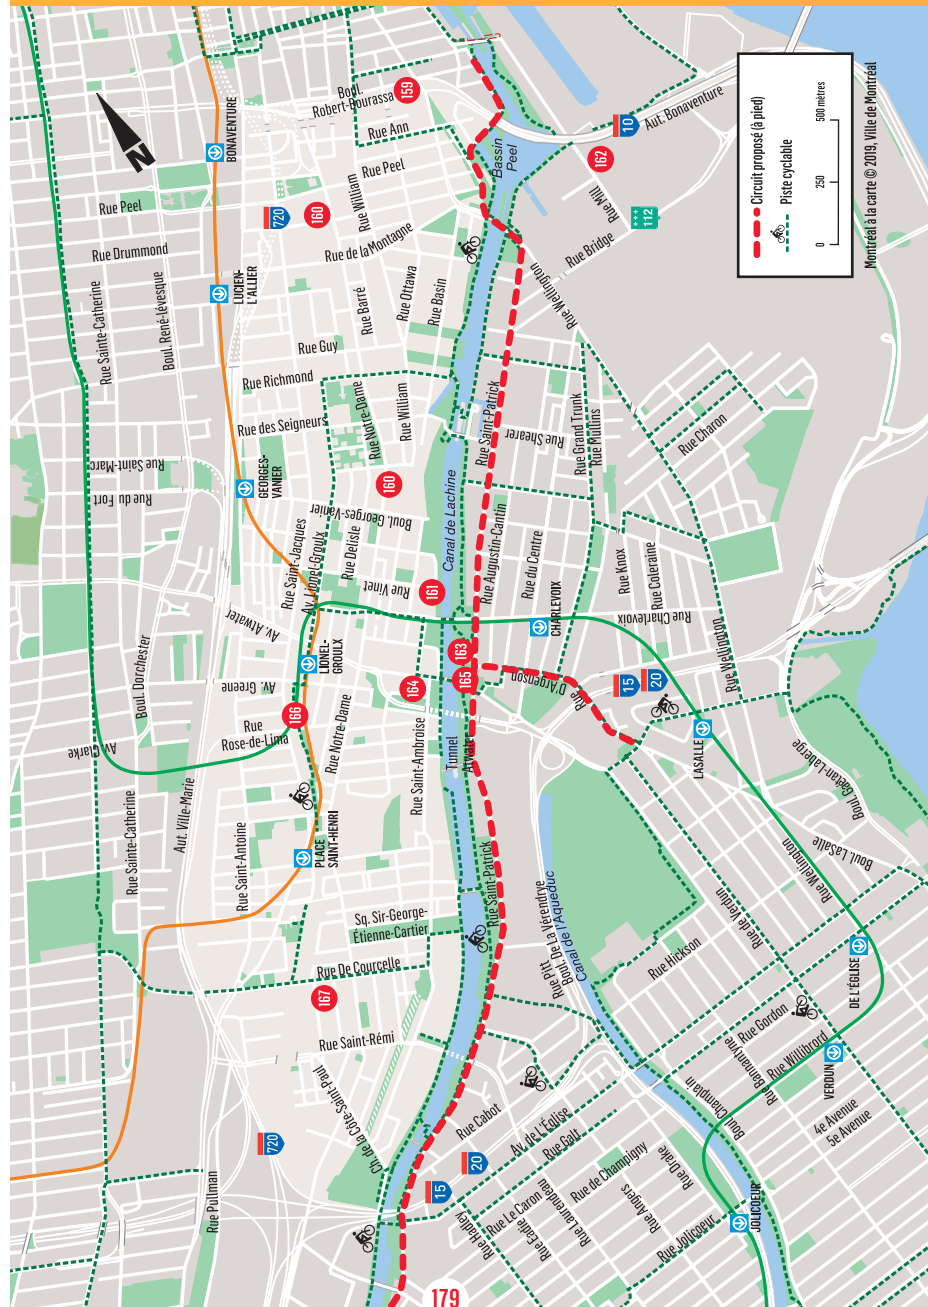 BONAVENTURE
Boul.
Robert-Bourassa
159
Rue Ann
Rue Peel
Rue Peel
720
160
Rue William
Rue Drummond
Rue de la Montagne
LUCIEN-
L'ALLIER
Rue Sainte-Catherine
Boul. René-lévesque
Rue Barré
Rue Ottawa
Rue Basin
Rue Guy
Rue Richmond
Rue des Seigneurs
Rue Notre-Dame
Rue William
Rue Saint-Marc
Rue du Fort
GEORGES-
VANIER
160
Boul. Georges-Vanier
Rue Saint-Jacques
Av. Lionel-Groulx
Rue Delisle
Rue Vinet
161
Av. Atwater
LIONEL-
GROULX
Boul. Dorchester
Av. Greene
166
Rue
Rose-de-Lima
Rue Notre-Dame
164
Av. Clarke
Rue Saint-Ambroise
Rue Sainte-Catherine
Aut. Ville-Marie
Rue Saint-Antoine
PLACE
SAINT-HENRI
Sq. Sir-George-
Étienne-Cartier
Rue De Courcelle
167
Rue Saint-Rémi
Ch. de la Côte-Saint-Paul
720
Rue Pullman
Bassin
Peel
10
Aut. Bonaventure
162
Rue Mill
112
Rue Bridge
Rue Wellington
Canal de Lachine
Rue Saint-Patrick
Rue Shearer
Rue Grand Trunk
Rue Mullins
Rue Charon
Rue Augustin-Cantin
Rue du Centre
Rue Knox
Rue Coleraine
CHARLEVOIX
Rue Charlevoix
163
165
Rue D'Argenson
15
20
Rue Wellington
LASALLE
Tunnel
Atwater
Boul. Gaétan-Laberge
Boul. LaSalle
Rue Wellington
Rue Saint-Patrick
Rue Pitt
Boul. De La Vérendrye
Canal de l'Aqueduc
Rue de Verdun
Rue Hickson
DE L'ÉGLISE
Rue Gordon
Rue Willibrord
Rue Bannantyne
VERDUN
Boul. Champlain
4e Avenue
5e Avenue
Rue Cabot
Av. de L'Église
Rue Galt
20
15
Rue Hadley
Rue Le Caron
Rue Eadie
Rue Laurendeau
Rue de Champigny
Rue Angers
Rue Drake
Rue Jolicoeur
JOLICOEUR
N
Circuit proposé (à pied)
Piste cyclable
0 250 500 mètres
Montréal à la carte © 2019, Ville de Montréal
179